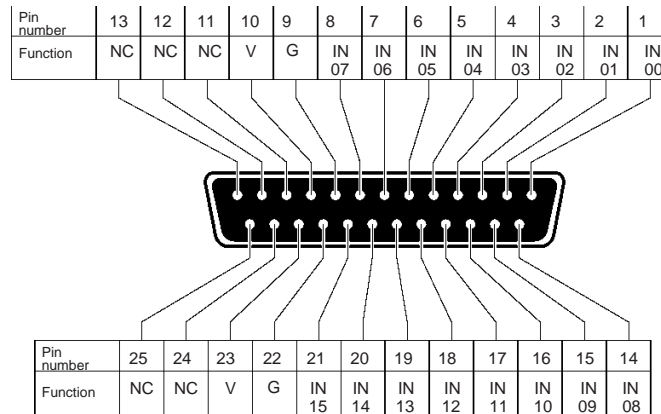 Pin number 13 12 11 10 9 8 7 6 5 4 3 2 1
Function NC NC NC V G IN 07 IN 06 IN 05 IN 04 IN 03 IN 02 IN 01 IN 00
Pin number 25 24 23 22 21 20 19 18 17 16 15 14
Function NC NC V G IN 15 IN 14 IN 13 IN 12 IN 11 IN 10 IN 09 IN 08